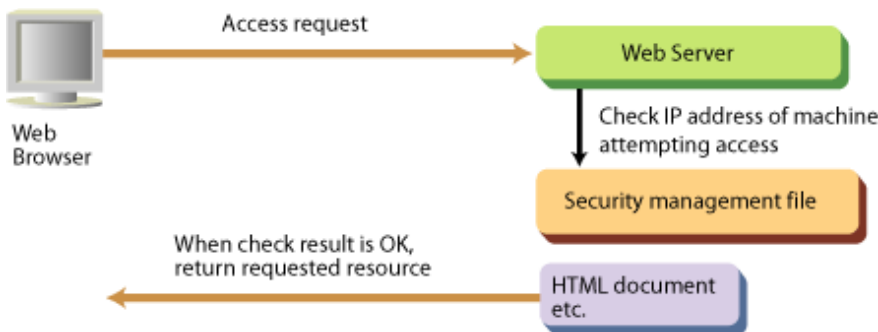 Access request
Web Server
Web
Browser
Check IP address of machine
attempting access
Security management file
When check result is OK,
return requested resource
HTML document
etc.